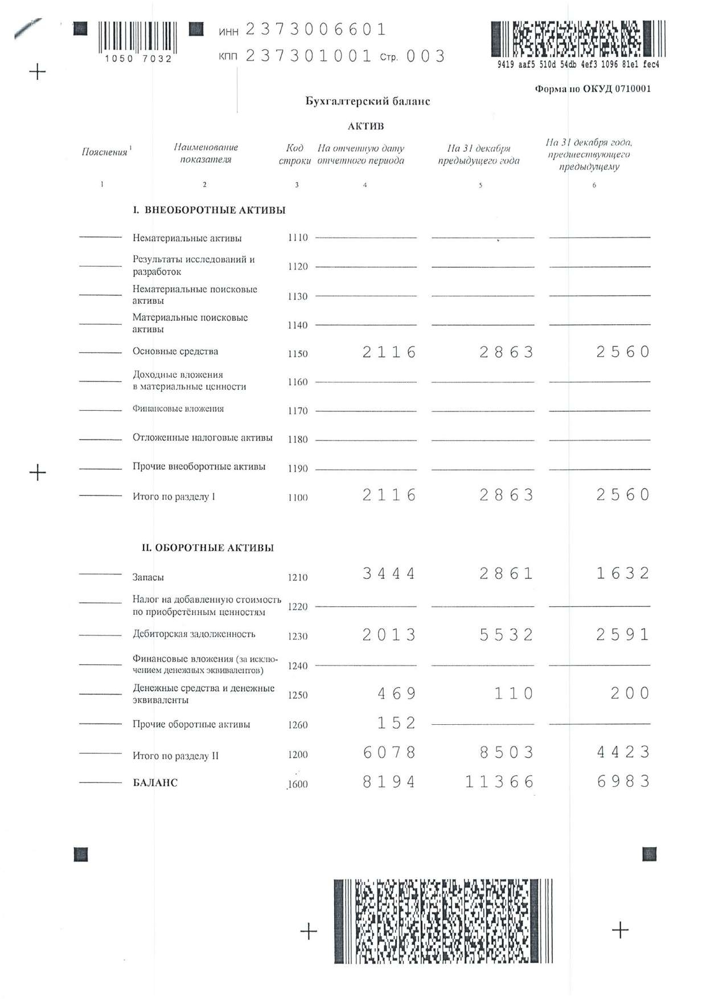 ИНН 2373006601
1050 7032
КПП 237301001 Стр. 003
9419 aaf5 510d 54db 4ef3 1096 81e1 fec4
Форма по ОКУД 0710001
Бухгалтерский баланс
АКТИВ
Пояснения 1 Наименование показателя Код строки На отчетную дату отчетного периода На 31 декабря предыдущего года На 31 декабря года, предшествующего предыдущему
1 2 3 4 5 6
I. ВНЕОБОРОТНЫЕ АКТИВЫ
Нематериальные активы 1110
Результаты исследований и
разработок 1120
Нематериальные поисковые
активы 1130
Материальные поисковые
активы 1140
Основные средства 1150 2116 2863 2560
Доходные вложения
в материальные ценности 1160
Финансовые вложения 1170
Отложенные налоговые активы 1180
Прочие внеоборотные активы 1190
Итого по разделу I 1100 2116 2863 2560
II. ОБОРОТНЫЕ АКТИВЫ
Запасы 1210 3444 2861 1632
Налог на добавленную стоимость
по приобретённым ценностям 1220
Дебиторская задолженность 1230 2013 5532 2591
Финансовые вложения (за исклю-
чением денежных эквивалентов) 1240
Денежные средства и денежные
эквиваленты 1250 469 110 200
Прочие оборотные активы 1260 152
Итого по разделу II 1200 6078 8503 4423
БАЛАНС 1600 8194 11366 6983